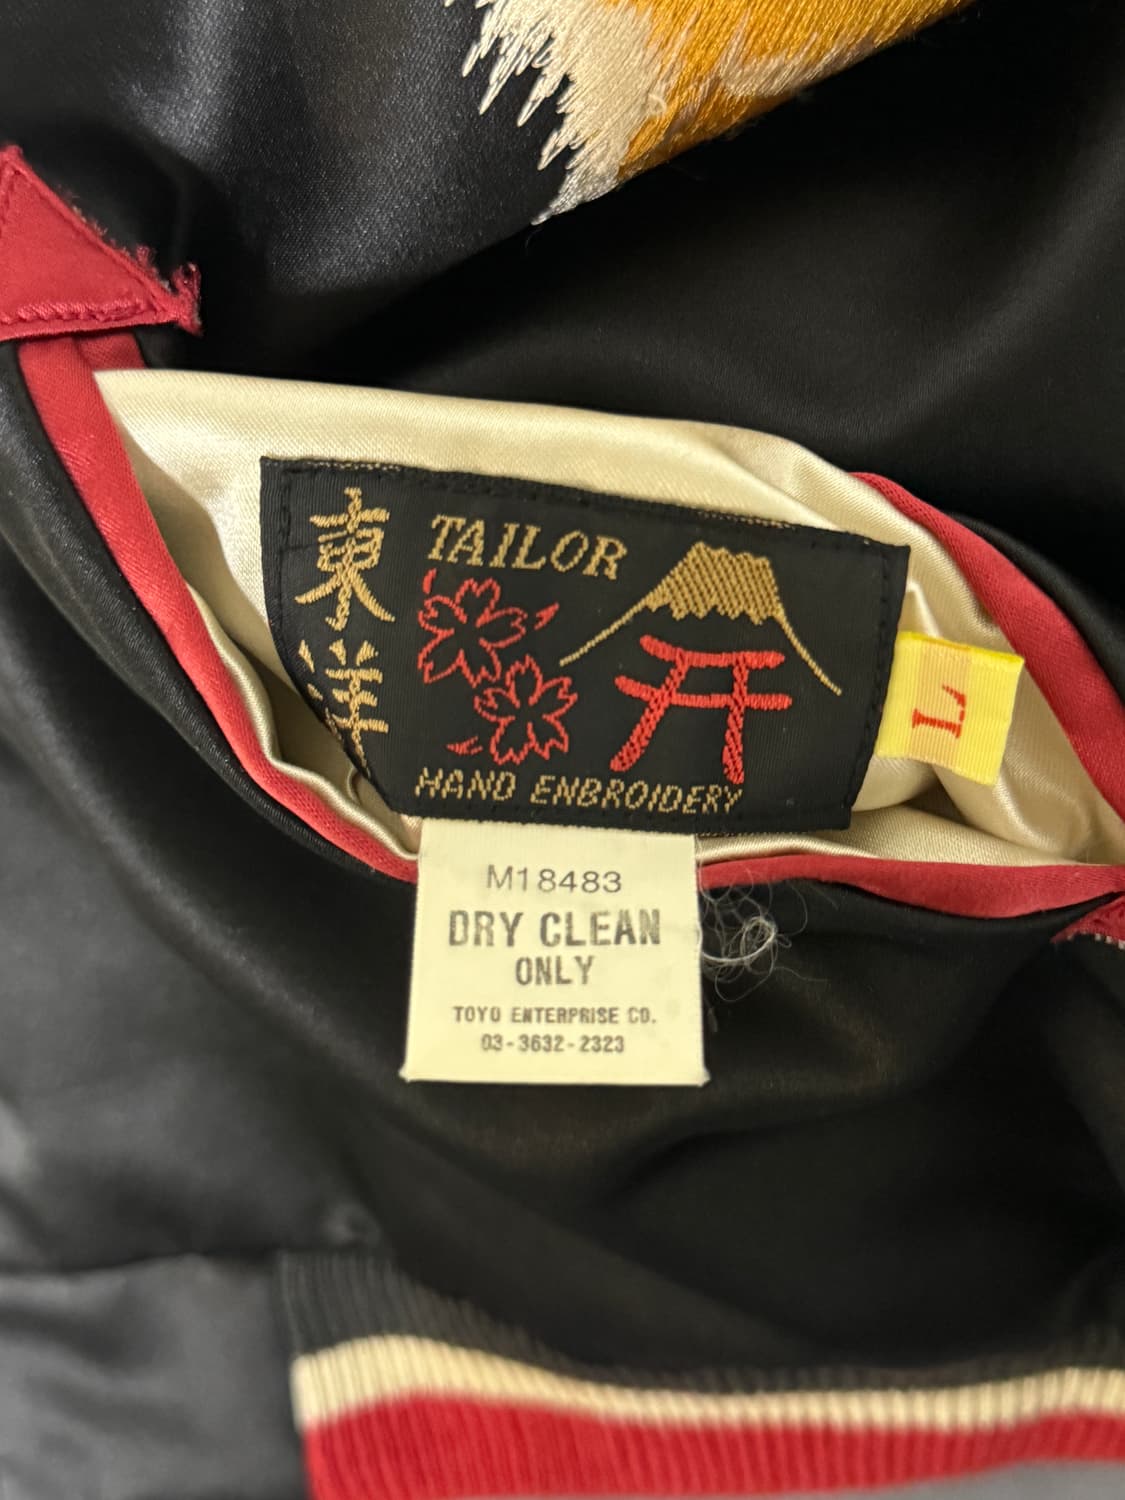 東洋
TAILOR
HAND ENBROIDERY
L
M18483
DRY CLEAN
ONLY
TOYO ENTERPRISE CO.
03-3632-2323